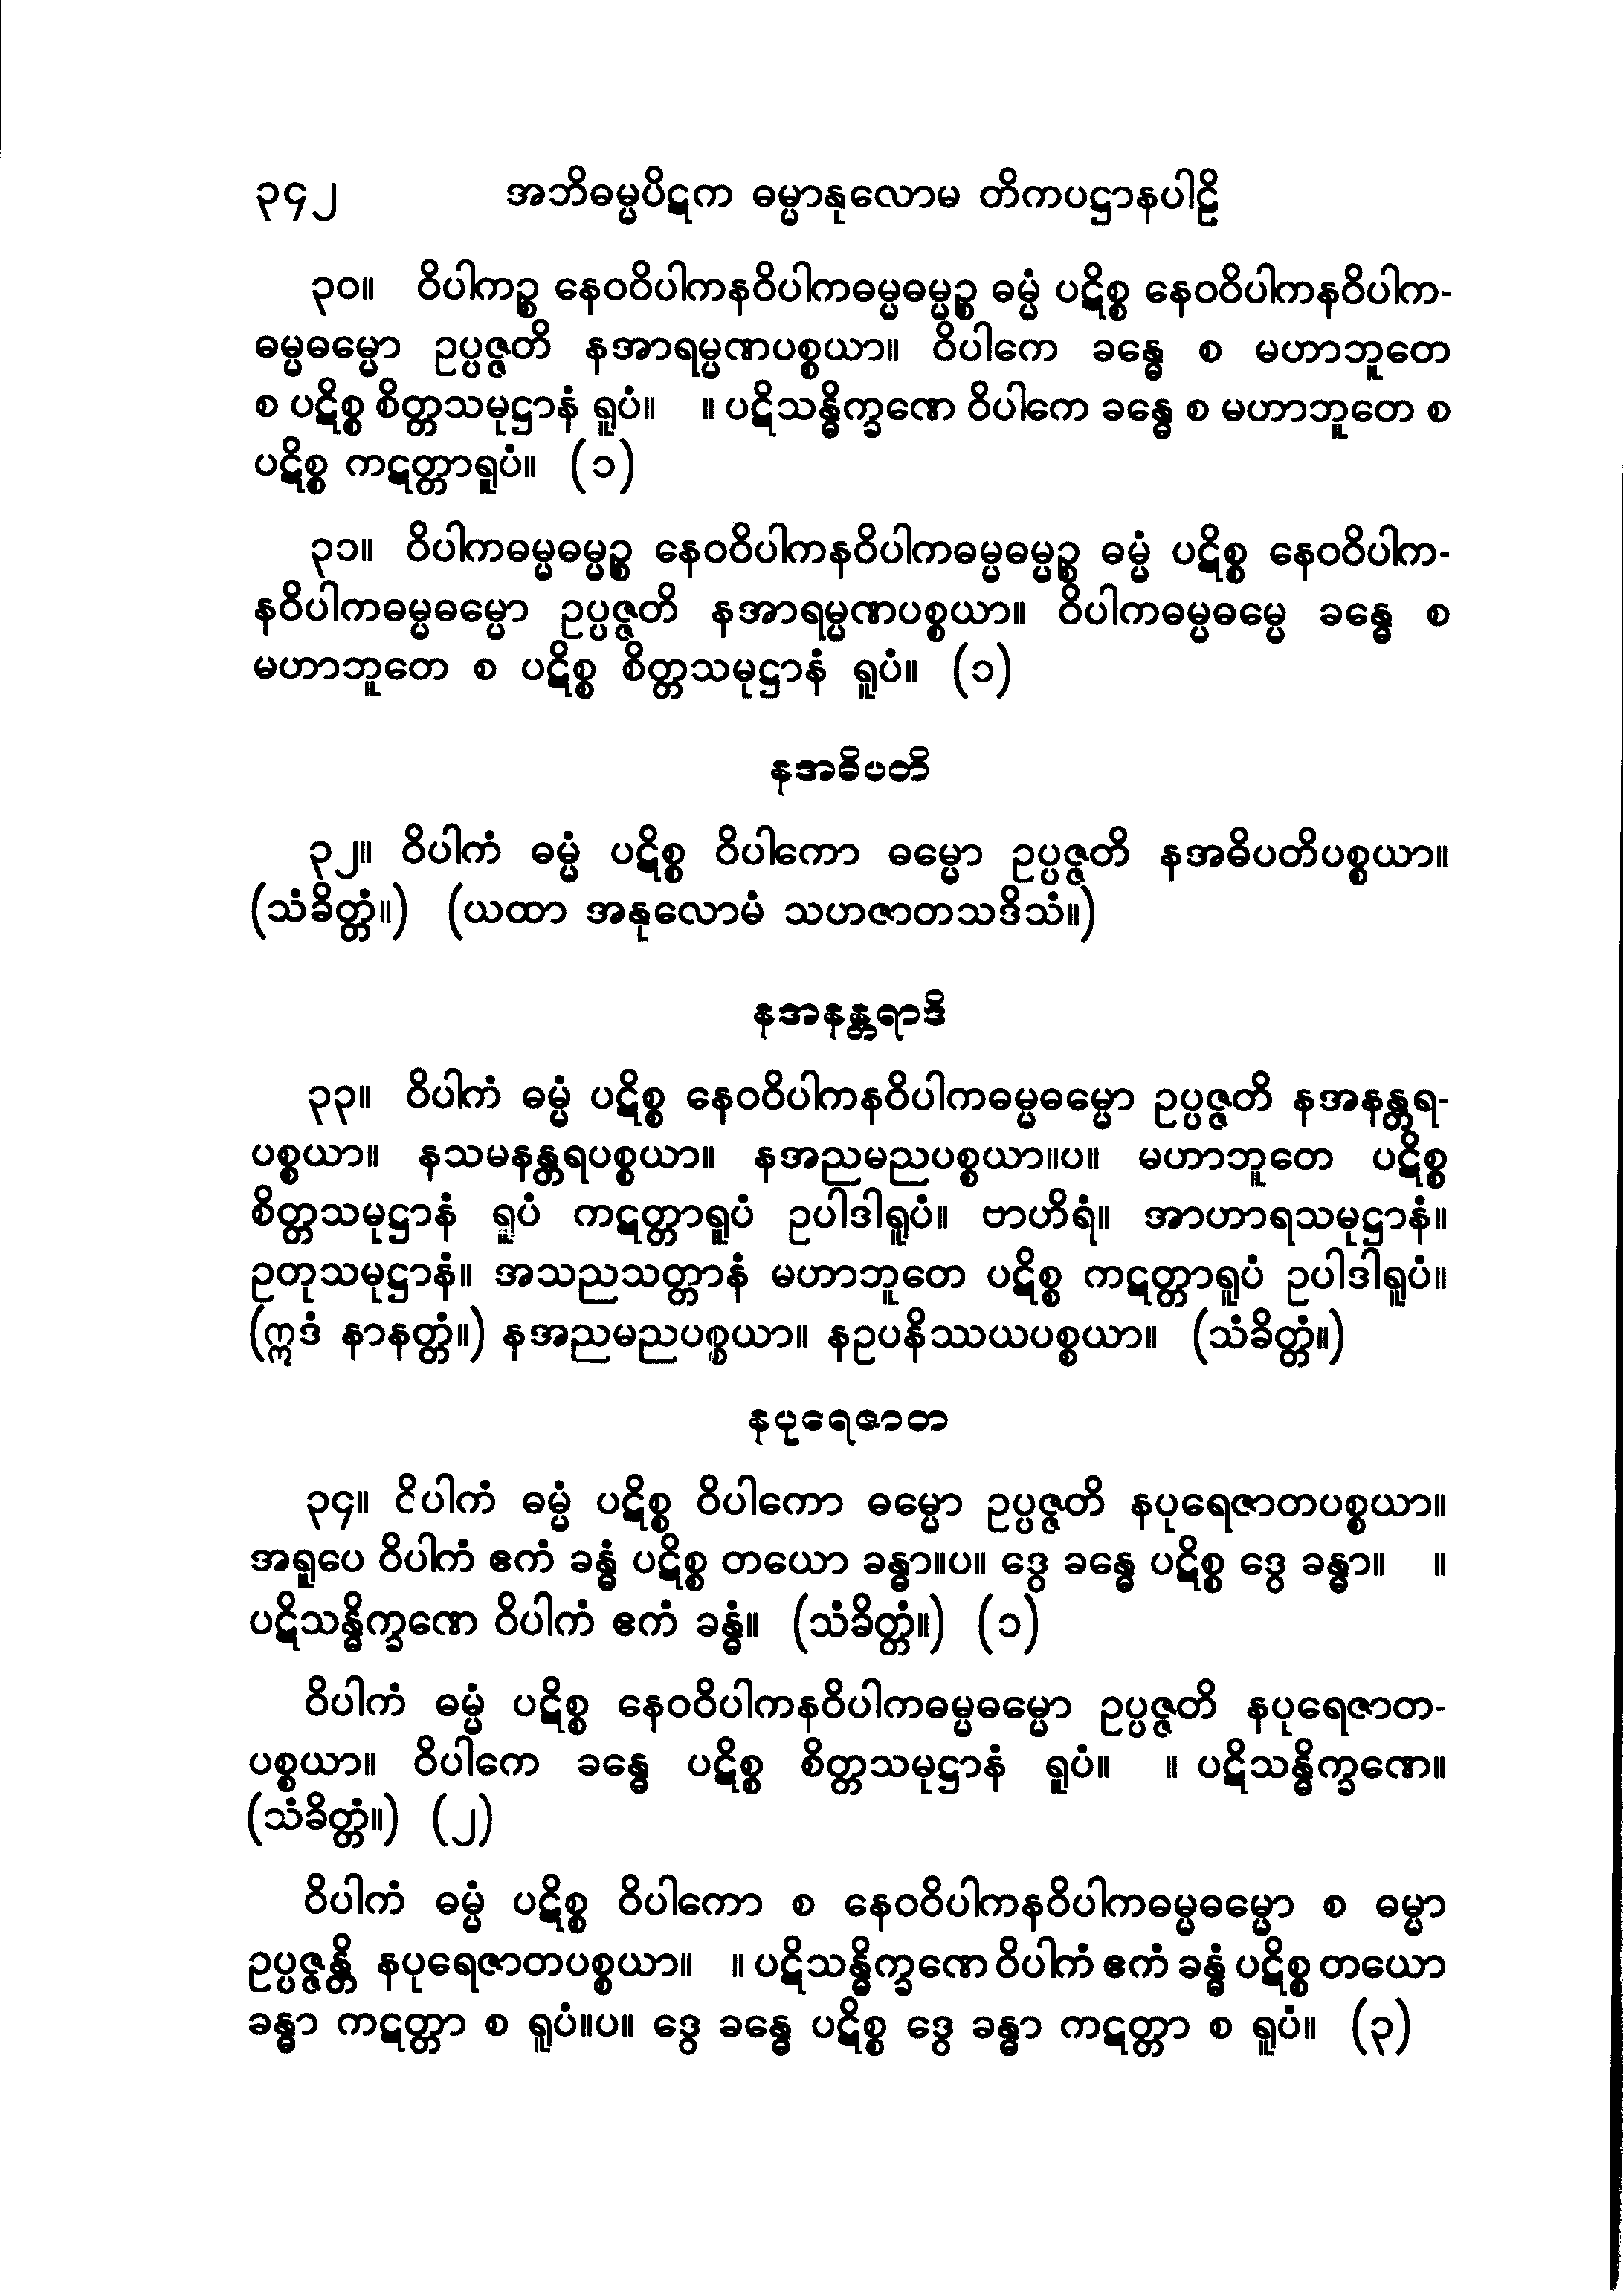 ၃၄၂ အဘိဓမ္မပိဋက ဓမ္မာနုလောမ တိကပဋ္ဌာနပါဠိ
၃၀။ ဝိပါကဉ္စ နေဝဝိပါကနဝိပါကဓမ္မဓမ္မဉ္စ ဓမ္မံ ပဋိစ္စ နေဝဝိပါကနဝိပါက-
ဓမ္မဓမ္မော ဥပ္ပဇ္ဇတိ နအာရမ္မဏပစ္စယာ။ ဝိပါကေ ခန္ဓေ စ မဟာဘူတေ
စ ပဋိစ္စ စိတ္တသမုဋ္ဌာနံ ရူပံ။ ။ ပဋိသန္ဓိက္ခဏေ ဝိပါကေ ခန္ဓေ စ မဟာဘူတေ စ
ပဋိစ္စ ကဋတ္တာရူပံ။ (၁)
၃၁။ ဝိပါကဓမ္မဓမ္မဉ္စ နေဝဝိပါကနဝိပါကဓမ္မဓမ္မဉ္စ ဓမ္မံ ပဋိစ္စ နေဝဝိပါက-
နဝိပါကဓမ္မဓမ္မော ဥပ္ပဇ္ဇတိ နအာရမ္မဏပစ္စယာ။ ဝိပါကဓမ္မဓမ္မေ ခန္ဓေ စ
မဟာဘူတေ စ ပဋိစ္စ စိတ္တသမုဋ္ဌာနံ ရူပံ။ (၁)
နအဓိပတိ
၃၂။ ဝိပါကံ ဓမ္မံ ပဋိစ္စ ဝိပါကော ဓမ္မော ဥပ္ပဇ္ဇတိ နအဓိပတိပစ္စယာ။
(သံခိတ္တံ။) (ယထာ အနုလောမံ သဟဇာတသဒိသံ။)
နအနန္တရာဒိ
၃၃။ ဝိပါကံ ဓမ္မံ ပဋိစ္စ နေဝဝိပါကနဝိပါကဓမ္မဓမ္မော ဥပ္ပဇ္ဇတိ နအနန္တရ-
ပစ္စယာ။ နသမနန္တရပစ္စယာ။ နအညမညပစ္စယာ။ပ။ မဟာဘူတေ ပဋိစ္စ
စိတ္တသမုဋ္ဌာနံ ရူပံ ကဋတ္တာရူပံ ဥပါဒါရူပံ။ ဗာဟိရံ။ အာဟာရသမုဋ္ဌာနံ။
ဥတုသမုဋ္ဌာနံ။ အသညသတ္တာနံ မဟာဘူတေ ပဋိစ္စ ကဋတ္တာရူပံ ဥပါဒါရူပံ။
(ဣဒံ နာနတ္တံ။) နအညမညပစ္စယာ။ နဥပနိဿယပစ္စယာ။ (သံခိတ္တံ။)
နပုရေဇာတ
၃၄။ ငိပါကံ ဓမ္မံ ပဋိစ္စ ဝိပါကော ဓမ္မော ဥပ္ပဇ္ဇတိ နပုရေဇာတပစ္စယာ။
အရူပေ ဝိပါကံ ဧကံ ခန္ဓံ ပဋိစ္စ တယော ခန္ဓာ။ပ။ ဒွေ ခန္ဓေ ပဋိစ္စ ဒွေ ခန္ဓာ။ ။
ပဋိသန္ဓိက္ခဏေ ဝိပါကံ ဧကံ ခန္ဓံ။ (သံခိတ္တံ။) (၁)
ဝိပါကံ ဓမ္မံ ပဋိစ္စ နေဝဝိပါကနဝိပါကဓမ္မဓမ္မော ဥပ္ပဇ္ဇတိ နပုရေဇာတ-
ပစ္စယာ။ ဝိပါကေ ခန္ဓေ ပဋိစ္စ စိတ္တသမုဋ္ဌာနံ ရူပံ။ ။ ပဋိသန္ဓိက္ခဏေ။
(သံခိတ္တံ။) (၂)
ဝိပါကံ ဓမ္မံ ပဋိစ္စ ဝိပါကော စ နေဝဝိပါကနဝိပါကဓမ္မဓမ္မော စ ဓမ္မာ
ဥပ္ပဇ္ဇန္တိ နပုရေဇာတပစ္စယာ။ ။ ပဋိသန္ဓိက္ခဏေ ဝိပါကံ ဧကံ ခန္ဓံ ပဋိစ္စ တယော
ခန္ဓာ ကဋတ္တာ စ ရူပံ။ပ။ ဒွေ ခန္ဓေ ပဋိစ္စ ဒွေ ခန္ဓာ ကဋတ္တာ စ ရူပံ။ (၃)